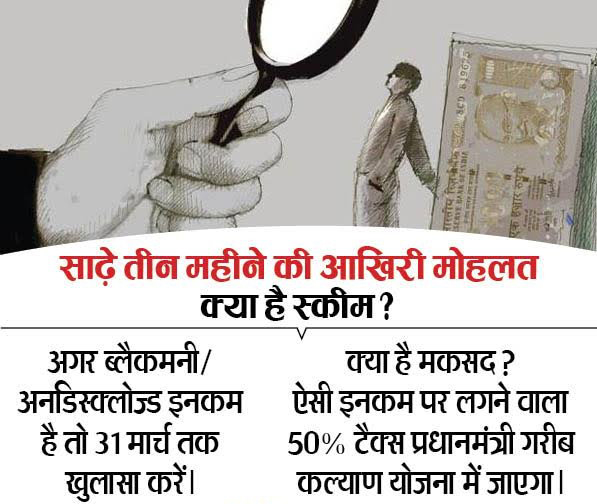 साढ़े तीन महीने की आखिरी मोहलत
क्या है स्कीम?
अगर ब्लैकमनी/
अनडिस्क्लोज्ड इनकम
है तो 31 मार्च तक
खुलासा करें।
क्या है मकसद?
ऐसी इनकम पर लगने वाला
50% टैक्स प्रधानमंत्री गरीब
कल्याण योजना में जाएगा।